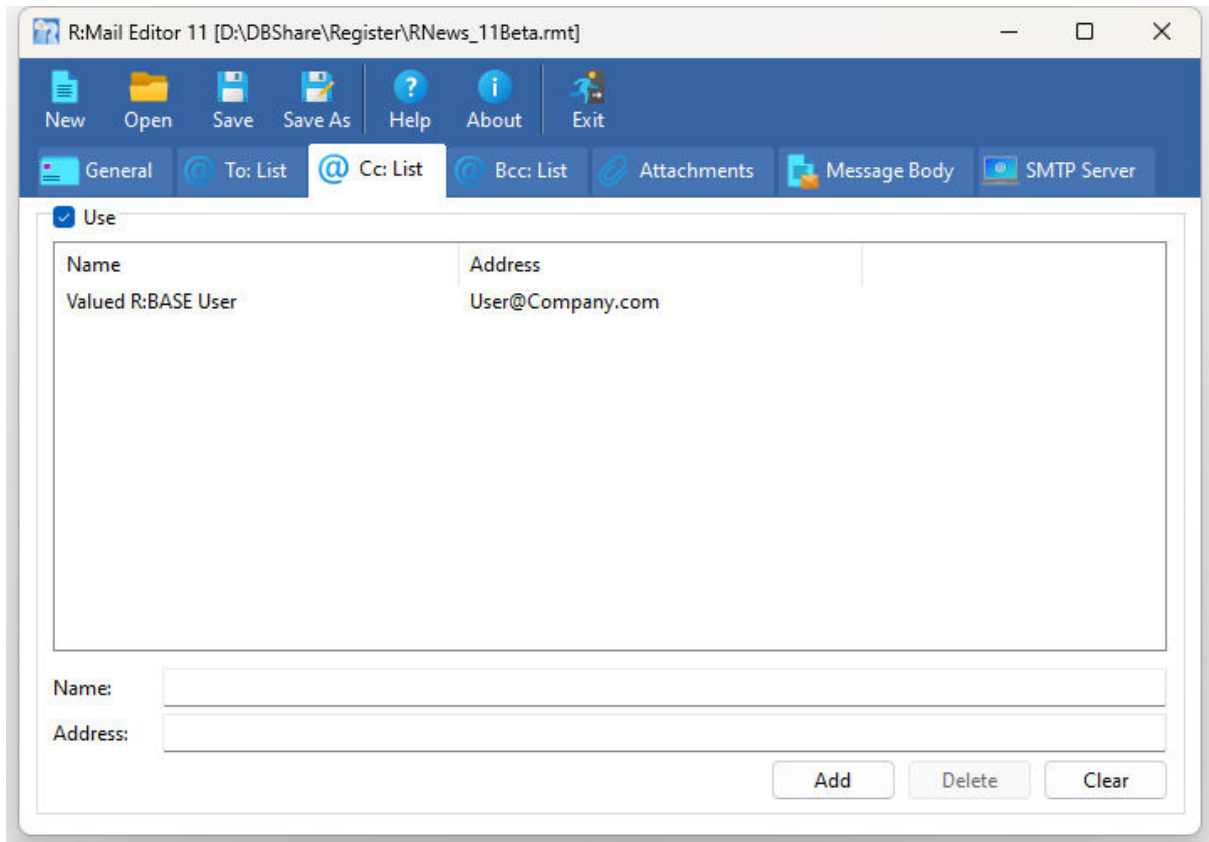 R:Mail Editor 11 [D:\DBShare\Register\RNews_11Beta.rmt]
New Open Save Save As Help About Exit
General To: List Cc: List Bcc: List Attachments Message Body SMTP Server
Use
Name Address
Valued R:BASE User User@Company.com
Name:
Address:
Add Delete Clear